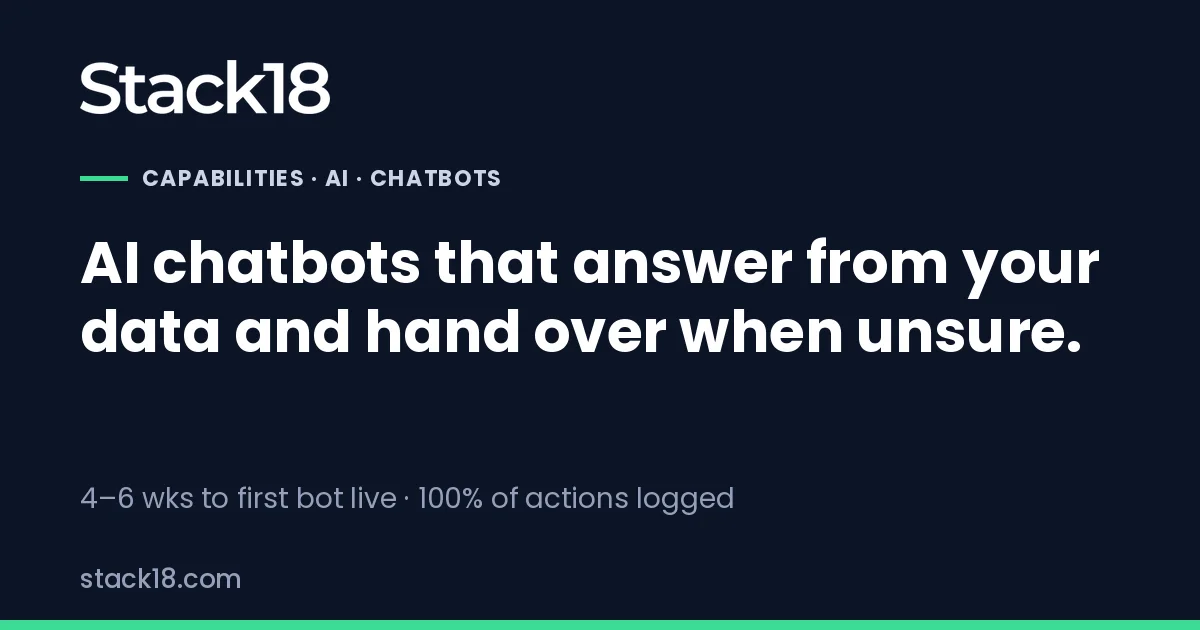 Stack18
CAPABILITIES · AI · CHATBOTS
AI chatbots that answer from your
data and hand over when unsure.
4–6 wks to first bot live · 100% of actions logged
stack18.com